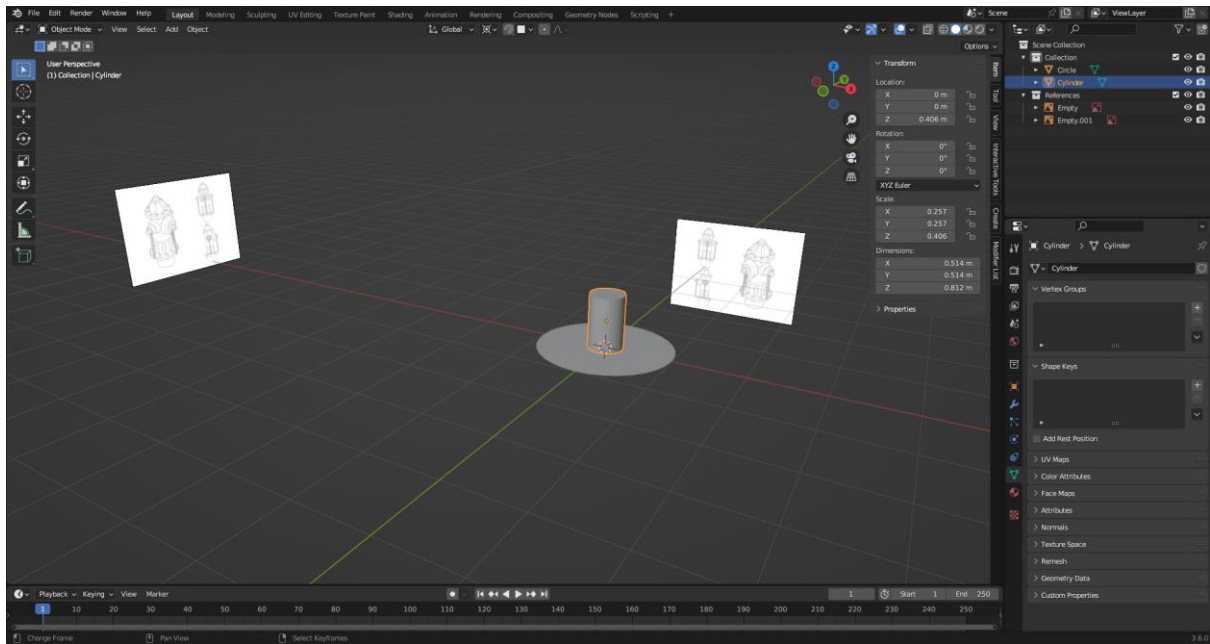 File Edit Render Window Help Layout Modeling Sculpting UV Editing Texture Paint Shading Animation Rendering Compositing Geometry Nodes Scripting + Scene ViewLayer
Object Mode View Select Add Object Global
Options
User Perspective
(1) Collection | Cylinder
Z
Y
X
Transform
Location:
X 0 m
Y 0 m
Z 0.406 m
Rotation:
X 0°
Y 0°
Z 0°
XYZ Euler
Scale:
X 0.257
Y 0.257
Z 0.406
Dimensions:
X 0.514 m
Y 0.514 m
Z 0.812 m
Properties
Item
Tool
View
Interactive Tools
Create
Modifier List
Scene Collection
Collection
Circle
Cylinder
References
Empty
Empty.001
Cylinder Cylinder
Cylinder
Vertex Groups
Shape Keys
Add Rest Position
UV Maps
Color Attributes
Face Maps
Attributes
Normals
Texture Space
Remesh
Geometry Data
Custom Properties
Playback Keying View Marker 1 Start 1 End 250
1 10 20 30 40 50 60 70 80 90 100 110 120 130 140 150 160 170 180 190 200 210 220 230 240 250
Change Frame Pan View Select Keyframes 3.6.0